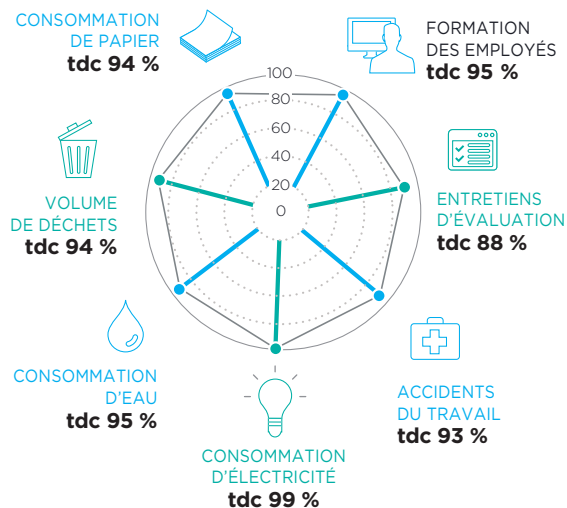 CONSOMMATION
DE PAPIER
tdc 94 %
FORMATION
DES EMPLOYÉS
tdc 95 %
100
80
60
40
20
0
VOLUME
DE DÉCHETS
tdc 94 %
ENTRETIENS
D'ÉVALUATION
tdc 88 %
CONSOMMATION
D'EAU
tdc 95 %
ACCIDENTS
DU TRAVAIL
tdc 93 %
CONSOMMATION
D'ÉLECTRICITÉ
tdc 99 %